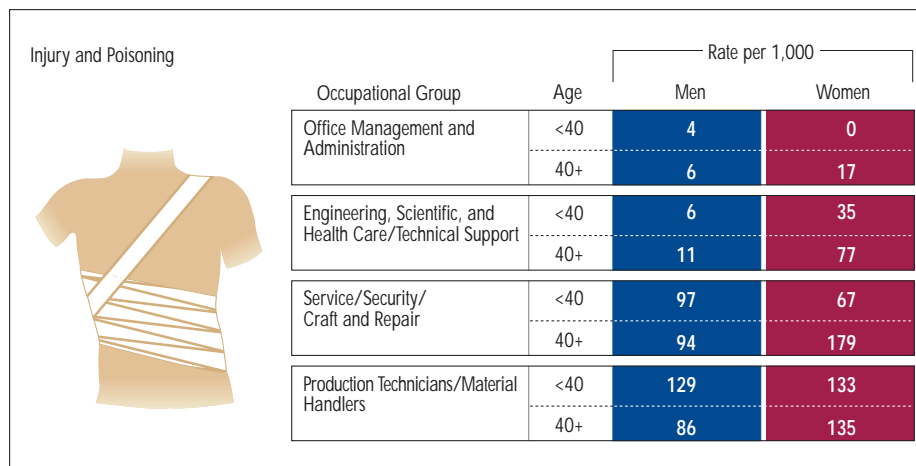 Injury and Poisoning
Rate per 1,000
Occupational Group Age Men Women
Office Management and <40 4 0
Administration
40+ 6 17
Engineering, Scientific, and <40 6 35
Health Care/Technical Support
40+ 11 77
Service/Security/ <40 97 67
Craft and Repair
40+ 94 179
Production Technicians/Material <40 129 133
Handlers
40+ 86 135